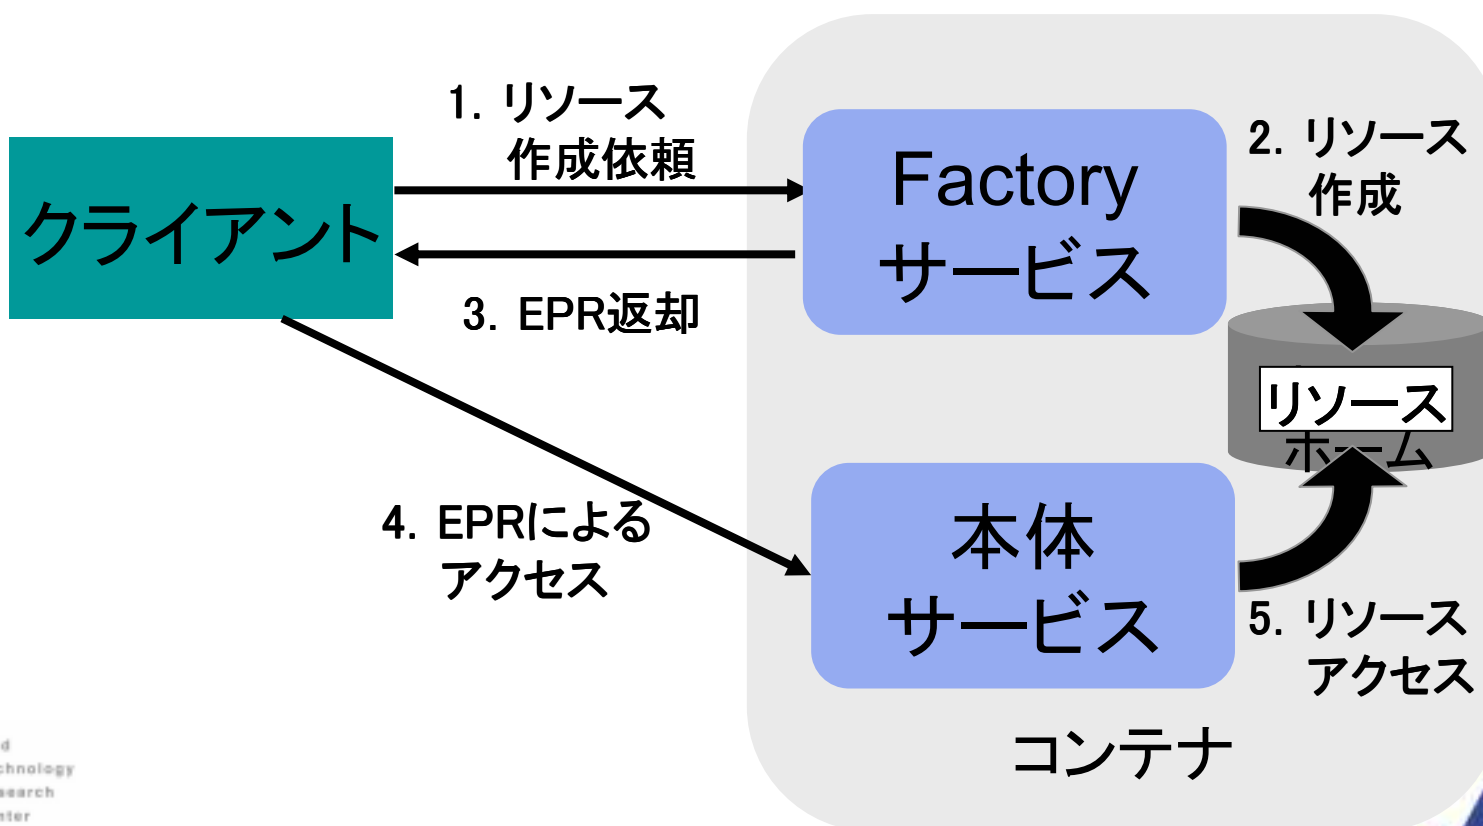 1. リソース
作成依頼
クライアント
3. EPR返却
Factory
サービス
2. リソース
作成
リソース
ホーム
4. EPRによる
アクセス
本体
サービス
5. リソース
アクセス
コンテナ